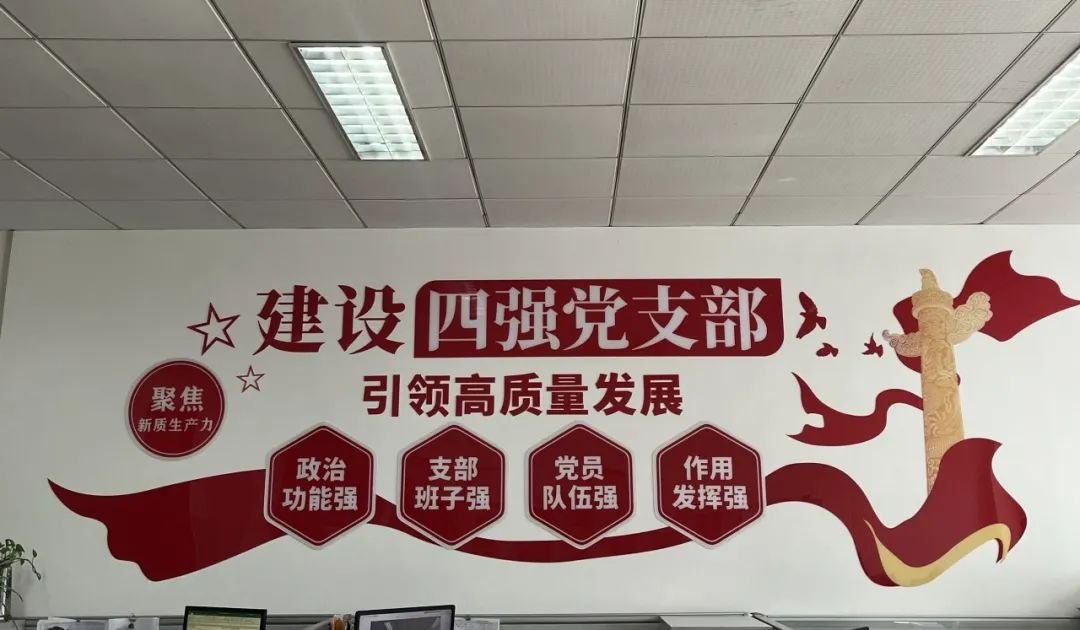 建设四强党支部
引领高质量发展
聚焦
新质生产力
政治
功能强
支部
班子强
党员
队伍强
作用
发挥强